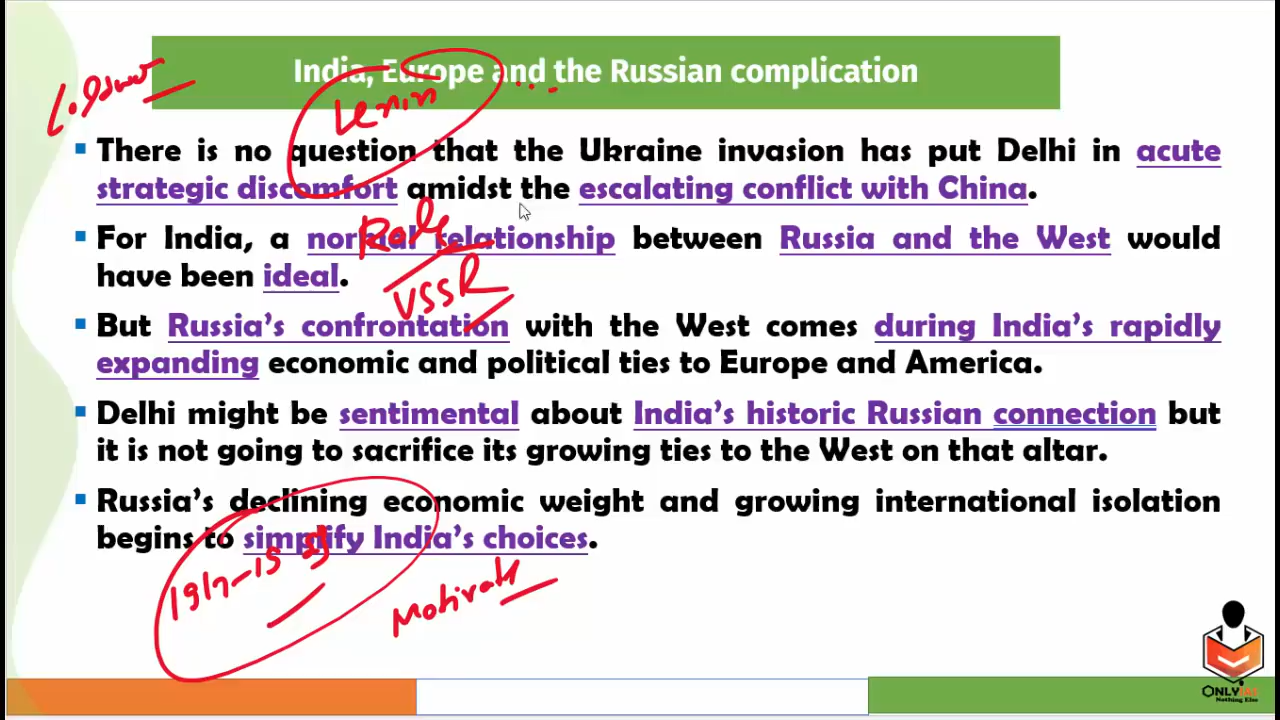 India, Europe and the Russian complication
Lenin ...
There is no question that the Ukraine invasion has put Delhi in acute
strategic discomfort amidst the escalating conflict with China.
Role
For India, a normal relationship between Russia and the West would
have been ideal.
USSR
But Russia's confrontation with the West comes during India's rapidly
expanding economic and political ties to Europe and America.
Delhi might be sentimental about India's historic Russian connection but
it is not going to sacrifice its growing ties to the West on that altar.
Russia's declining economic weight and growing international isolation
begins to simplify India's choices.
1917-15
ONLYIAS
Nothing Else